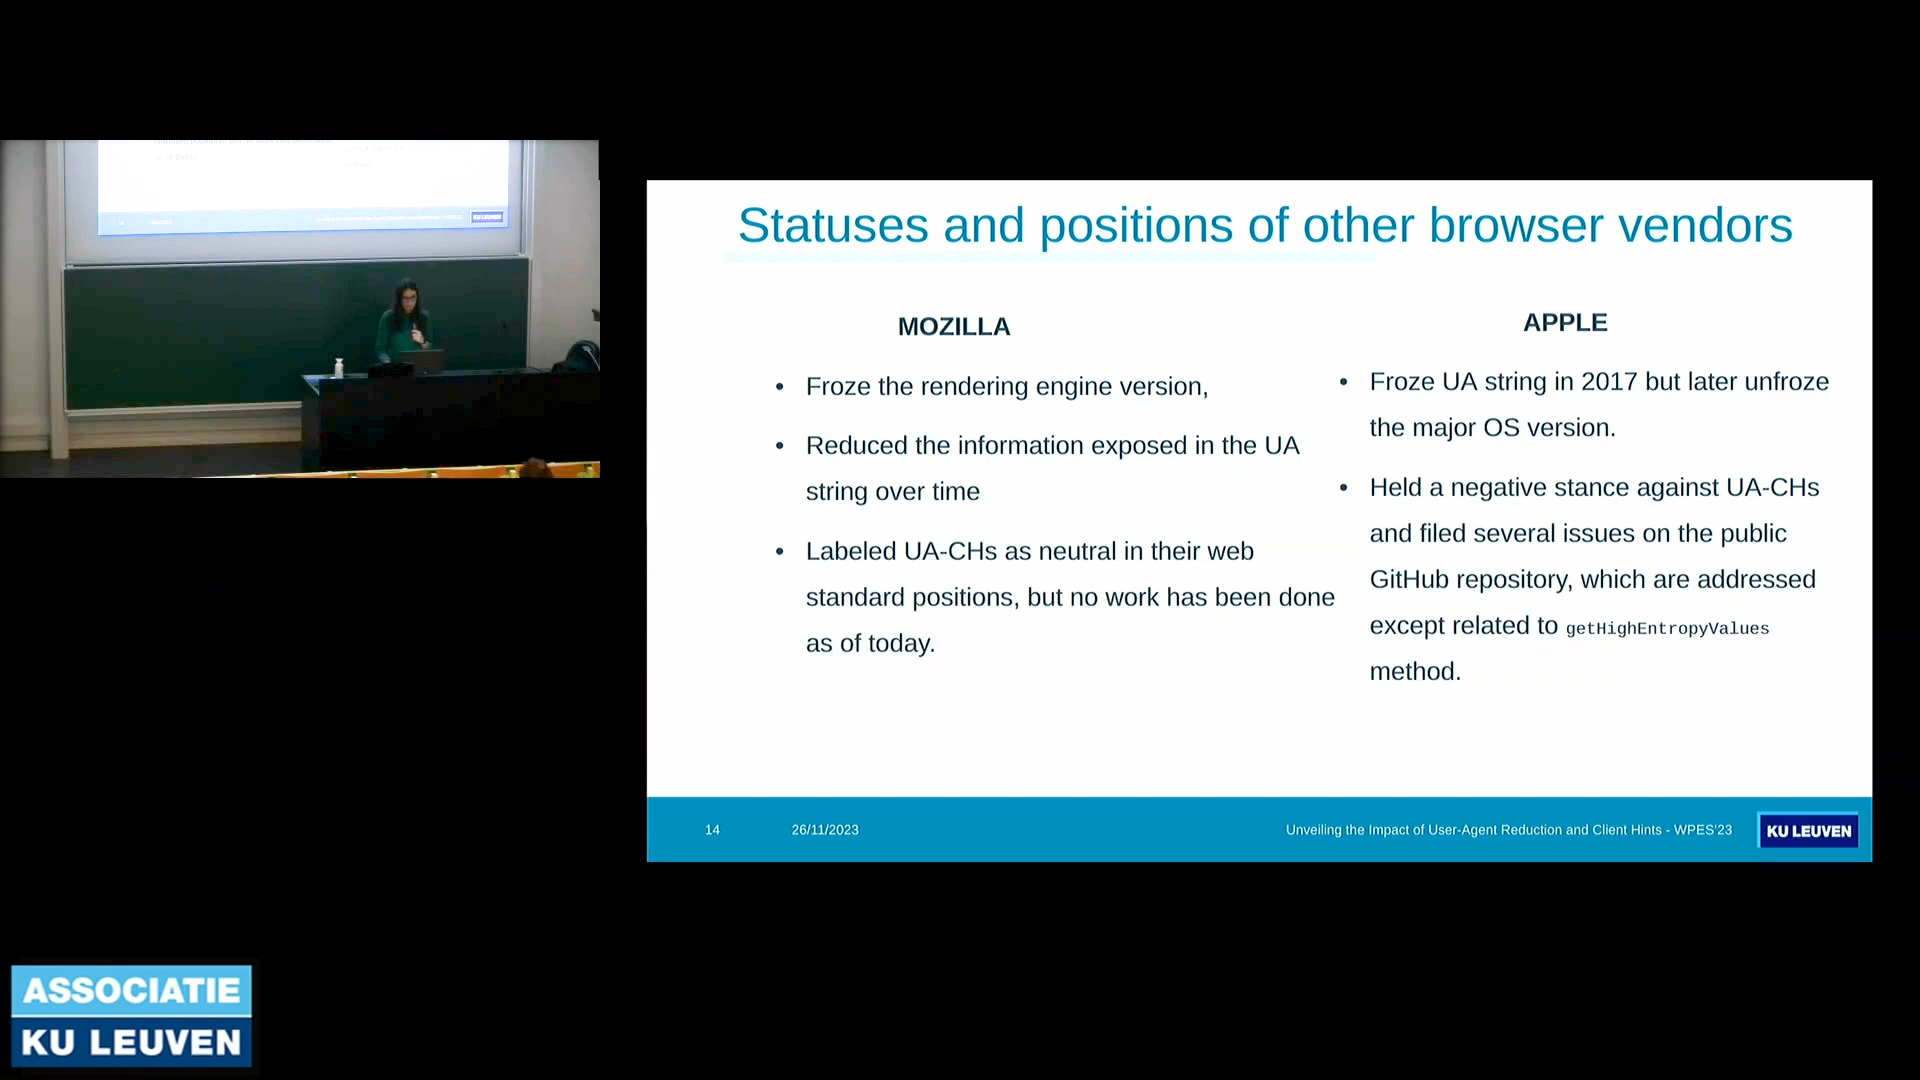 Statuses and positions of other browser vendors
MOZILLA
• Froze the rendering engine version,
• Reduced the information exposed in the UA
string over time
• Labeled UA-CHs as neutral in their web
standard positions, but no work has been done
as of today.
APPLE
• Froze UA string in 2017 but later unfroze
the major OS version.
• Held a negative stance against UA-CHs
and filed several issues on the public
GitHub repository, which are addressed
except related to getHighEntropyValues
method.
14
26/11/2023
Unveiling the Impact of User-Agent Reduction and Client Hints - WPES'23
KU LEUVEN
KU LEUVEN
ASSOCIATIE
KU LEUVEN